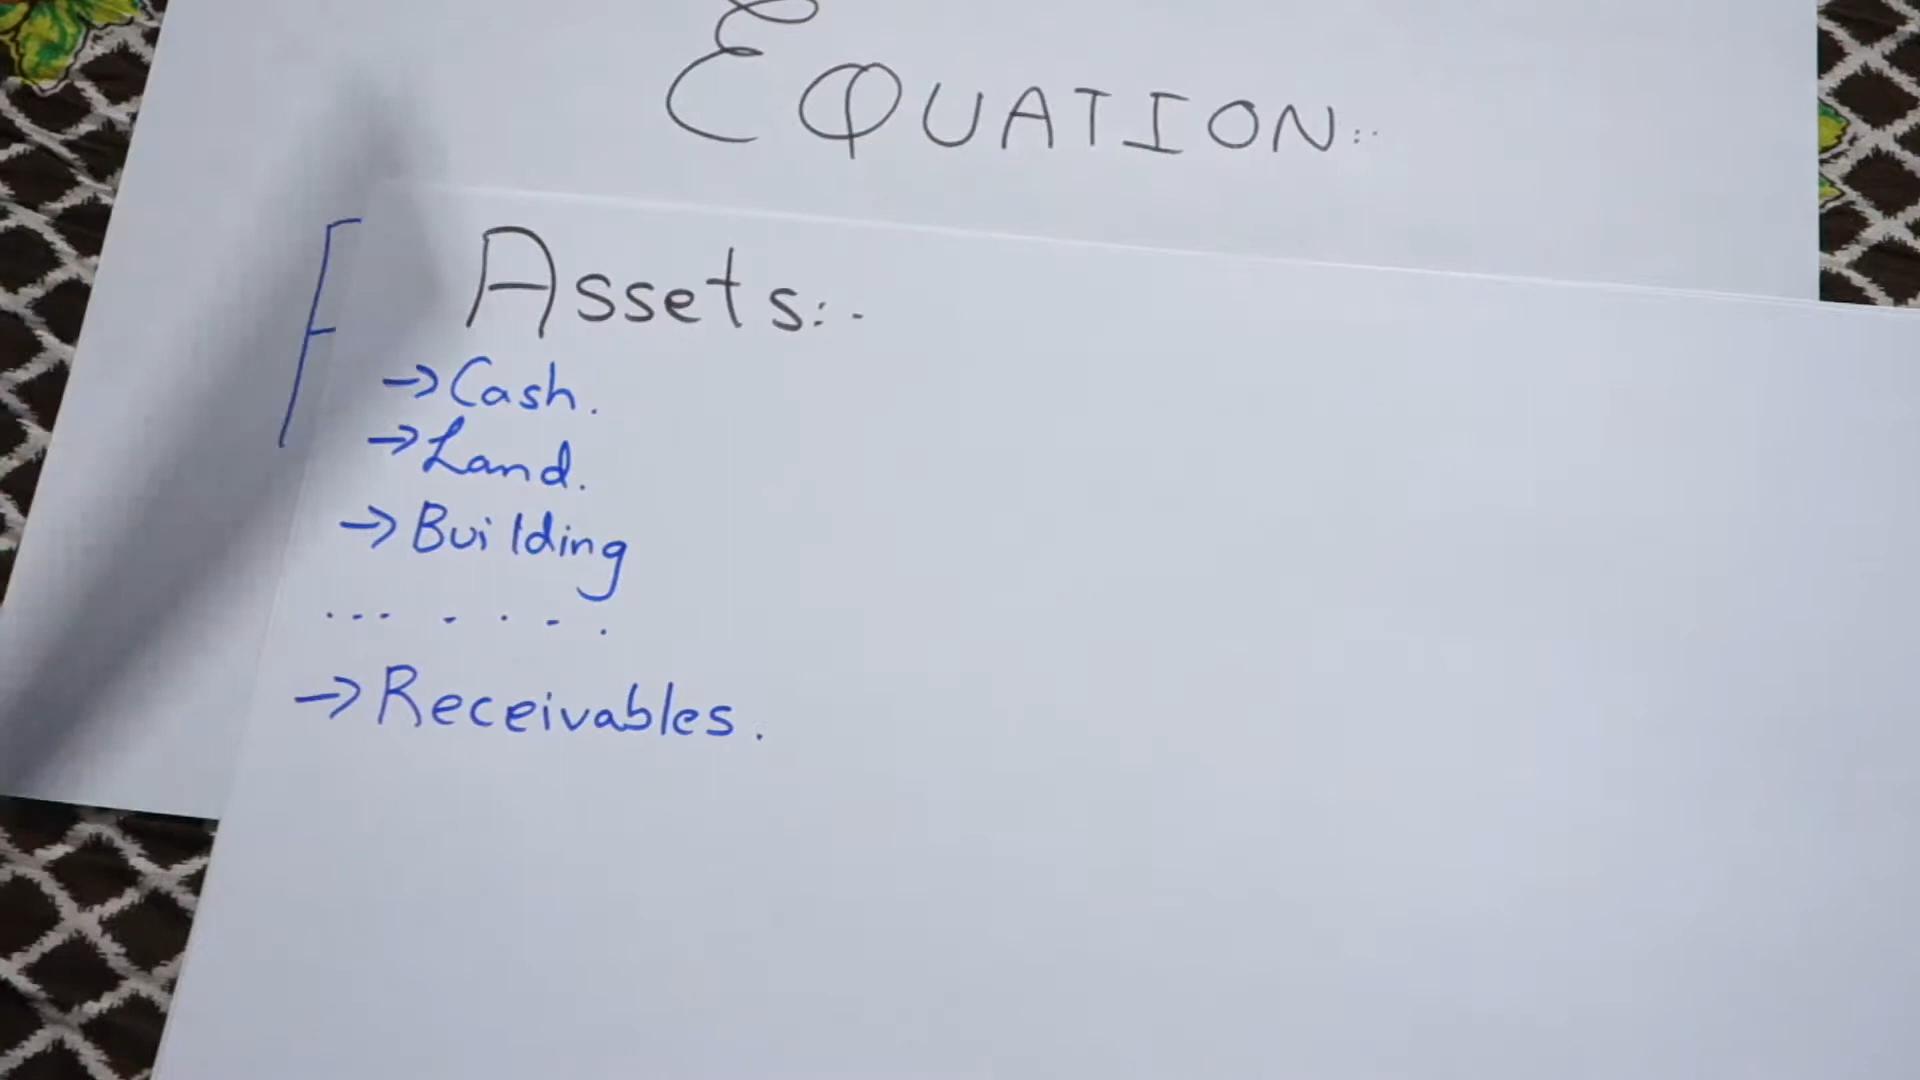 EQUATION:-
Assets:-
→Cash.
→Land.
→Building
... . . - .
→Receivables.